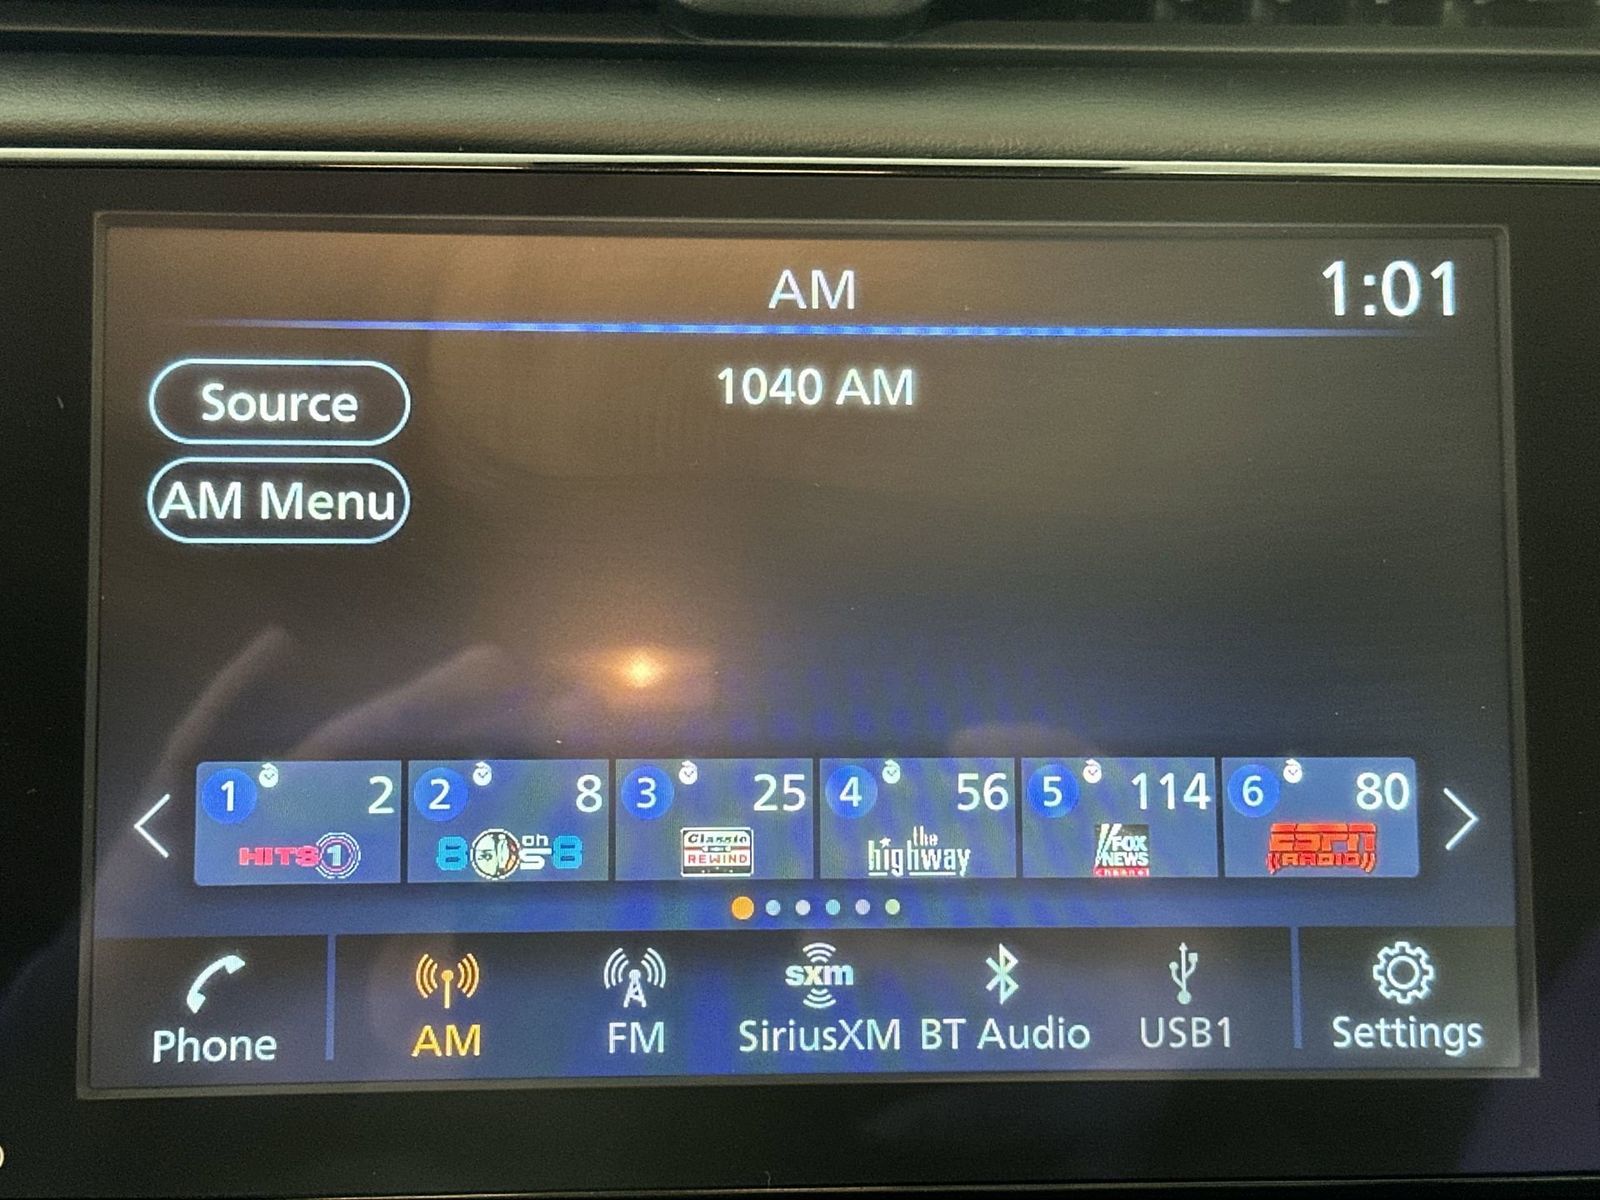 AM
1:01
1040 AM
Source
AM Menu
1 2
HITS 1
2 8
80s on 8
3 25
Classic REWIND
4 56
the highway
5 114
FOX NEWS channel
6 80
ESPN RADIO
Phone
AM
FM
sxm
SiriusXM
BT Audio
USB1
Settings